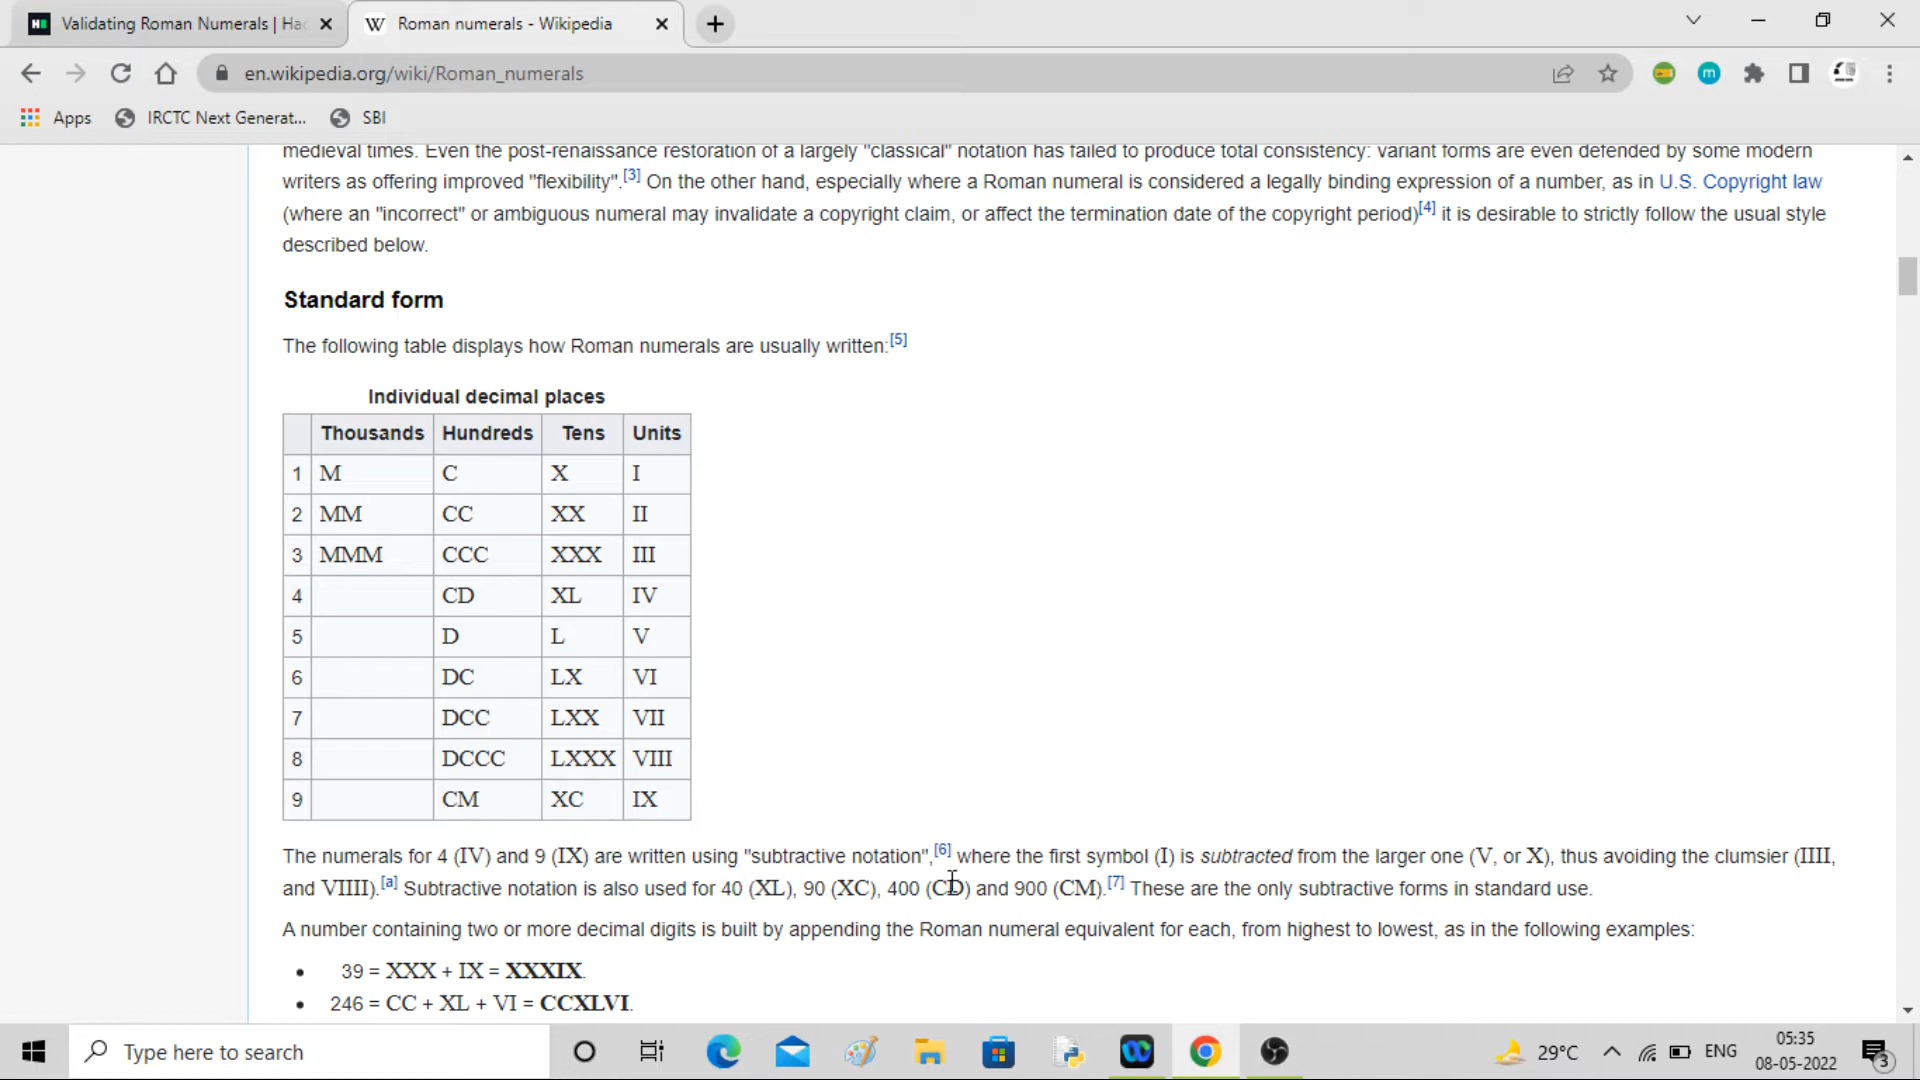 Validating Roman Numerals | Hac
Roman numerals - Wikipedia
en.wikipedia.org/wiki/Roman_numerals
m
Apps
IRCTC Next Generat...
SBI
medieval times. Even the post-renaissance restoration of a largely "classical" notation has failed to produce total consistency: variant forms are even defended by some modern
writers as offering improved "flexibility".[3] On the other hand, especially where a Roman numeral is considered a legally binding expression of a number, as in U.S. Copyright law
(where an "incorrect" or ambiguous numeral may invalidate a copyright claim, or affect the termination date of the copyright period)[4] it is desirable to strictly follow the usual style
described below.
Standard form
The following table displays how Roman numerals are usually written:[5]
Individual decimal places
Thousands Hundreds Tens Units
1 M C X I
2 MM CC XX II
3 MMM CCC XXX III
4 CD XL IV
5 D L V
6 DC LX VI
7 DCC LXX VII
8 DCCC LXXX VIII
9 CM XC IX
The numerals for 4 (IV) and 9 (IX) are written using "subtractive notation",[6] where the first symbol (I) is subtracted from the larger one (V, or X), thus avoiding the clumsier (IIII,
and VIIII).[a] Subtractive notation is also used for 40 (XL), 90 (XC), 400 (CD) and 900 (CM).[7] These are the only subtractive forms in standard use.
A number containing two or more decimal digits is built by appending the Roman numeral equivalent for each, from highest to lowest, as in the following examples:
• 39 = XXX + IX = XXXIX.
• 246 = CC + XL + VI = CCXLVI.
Type here to search
29°C
ENG
05:35
08-05-2022
3